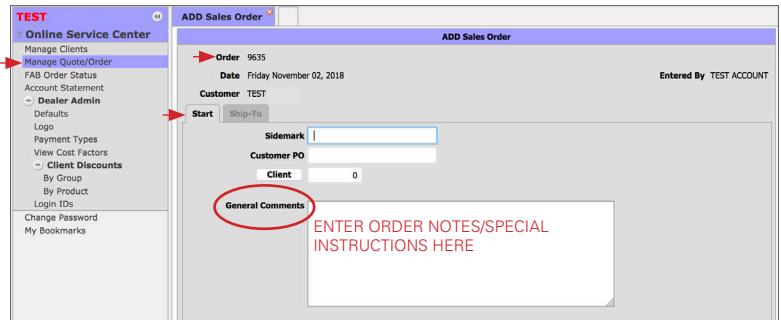 TEST
Online Service Center
Manage Clients
Manage Quote/Order
FAB Order Status
Account Statement
Dealer Admin
Defaults
Logo
Payment Types
View Cost Factors
Client Discounts
By Group
By Product
Login IDs
Change Password
My Bookmarks
ADD Sales Order
ADD Sales Order
Order 9635
Date Friday November 02, 2018 Entered By TEST ACCOUNT
Customer TEST
Start Ship-To
Sidemark
Customer PO
Client 0
General Comments
ENTER ORDER NOTES/SPECIAL
INSTRUCTIONS HERE